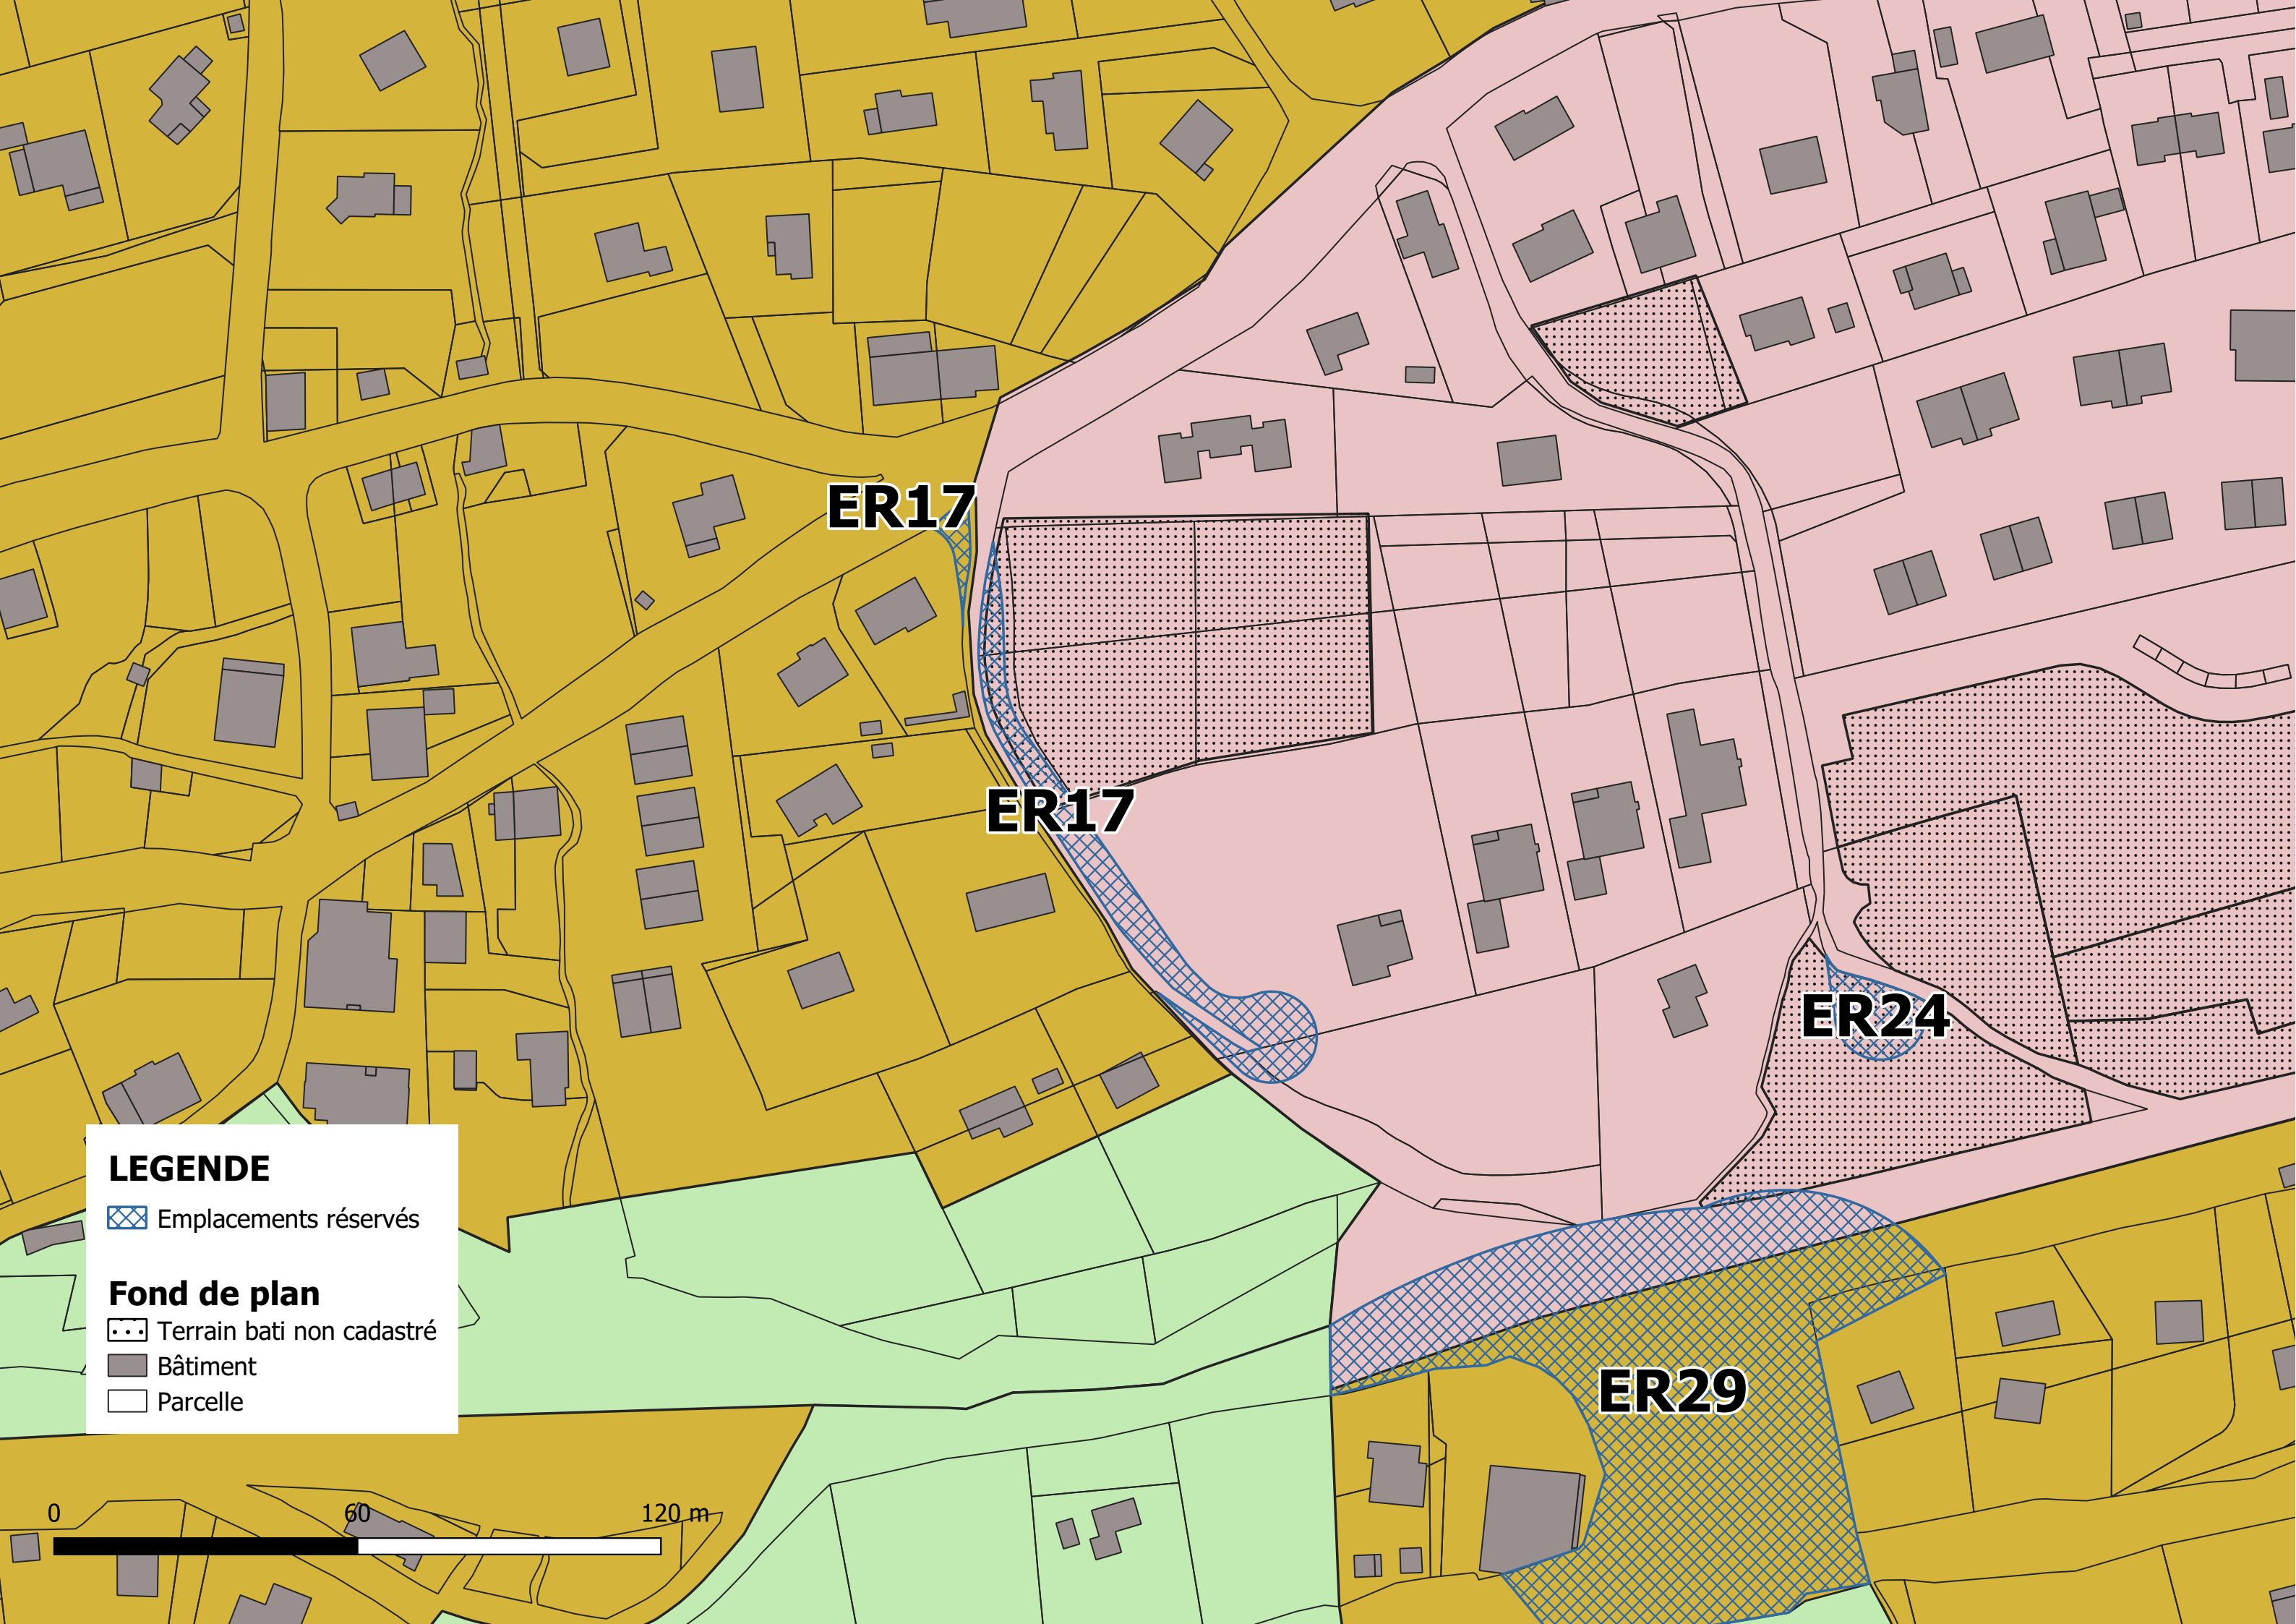 ER17
ER17
ER24
ER29
LEGENDE
Emplacements réservés
Fond de plan
Terrain bati non cadastré
Bâtiment
Parcelle
0 60 120 m